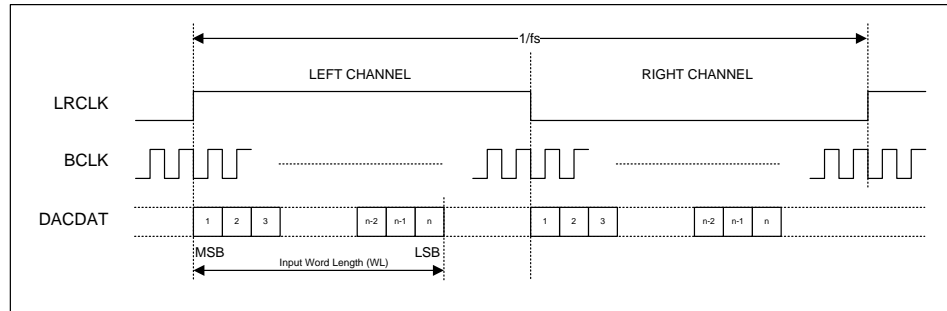 1/fs
LEFT CHANNEL RIGHT CHANNEL
LRCLK
BCLK
DACDAT
1 2 3 n-2 n-1 n 1 2 3 n-2 n-1 n
MSB LSB
Input Word Length (WL)